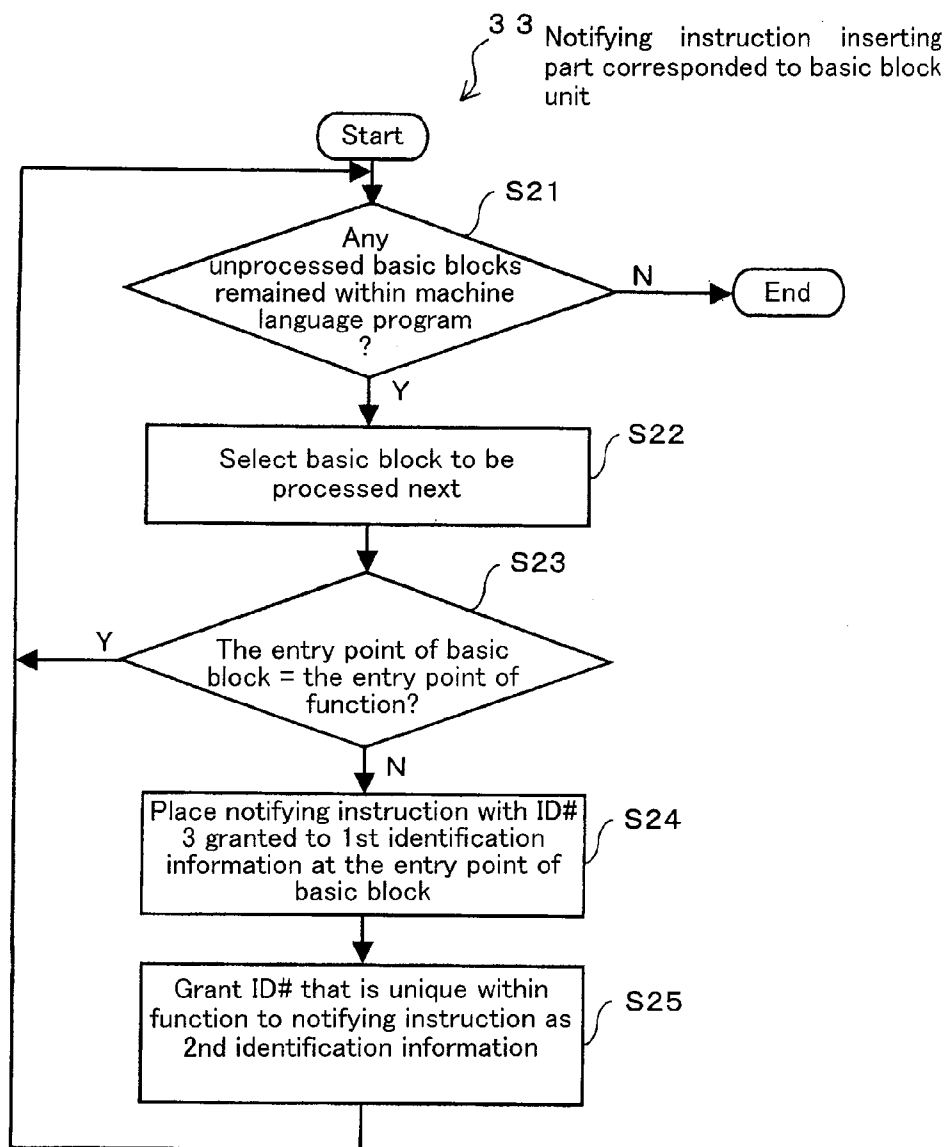 33 Notifying instruction inserting
part corresponded to basic block
unit
Start
S21
Any
unprocessed basic blocks
remained within machine
language program
?
N
End
Y
S22
Select basic block to be
processed next
S23
Y
The entry point of basic
block = the entry point of
function?
N
Place notifying instruction with ID#
3 granted to 1st identification
information at the entry point of
basic block
S24
Grant ID# that is unique within
function to notifying instruction as
2nd identification information
S25